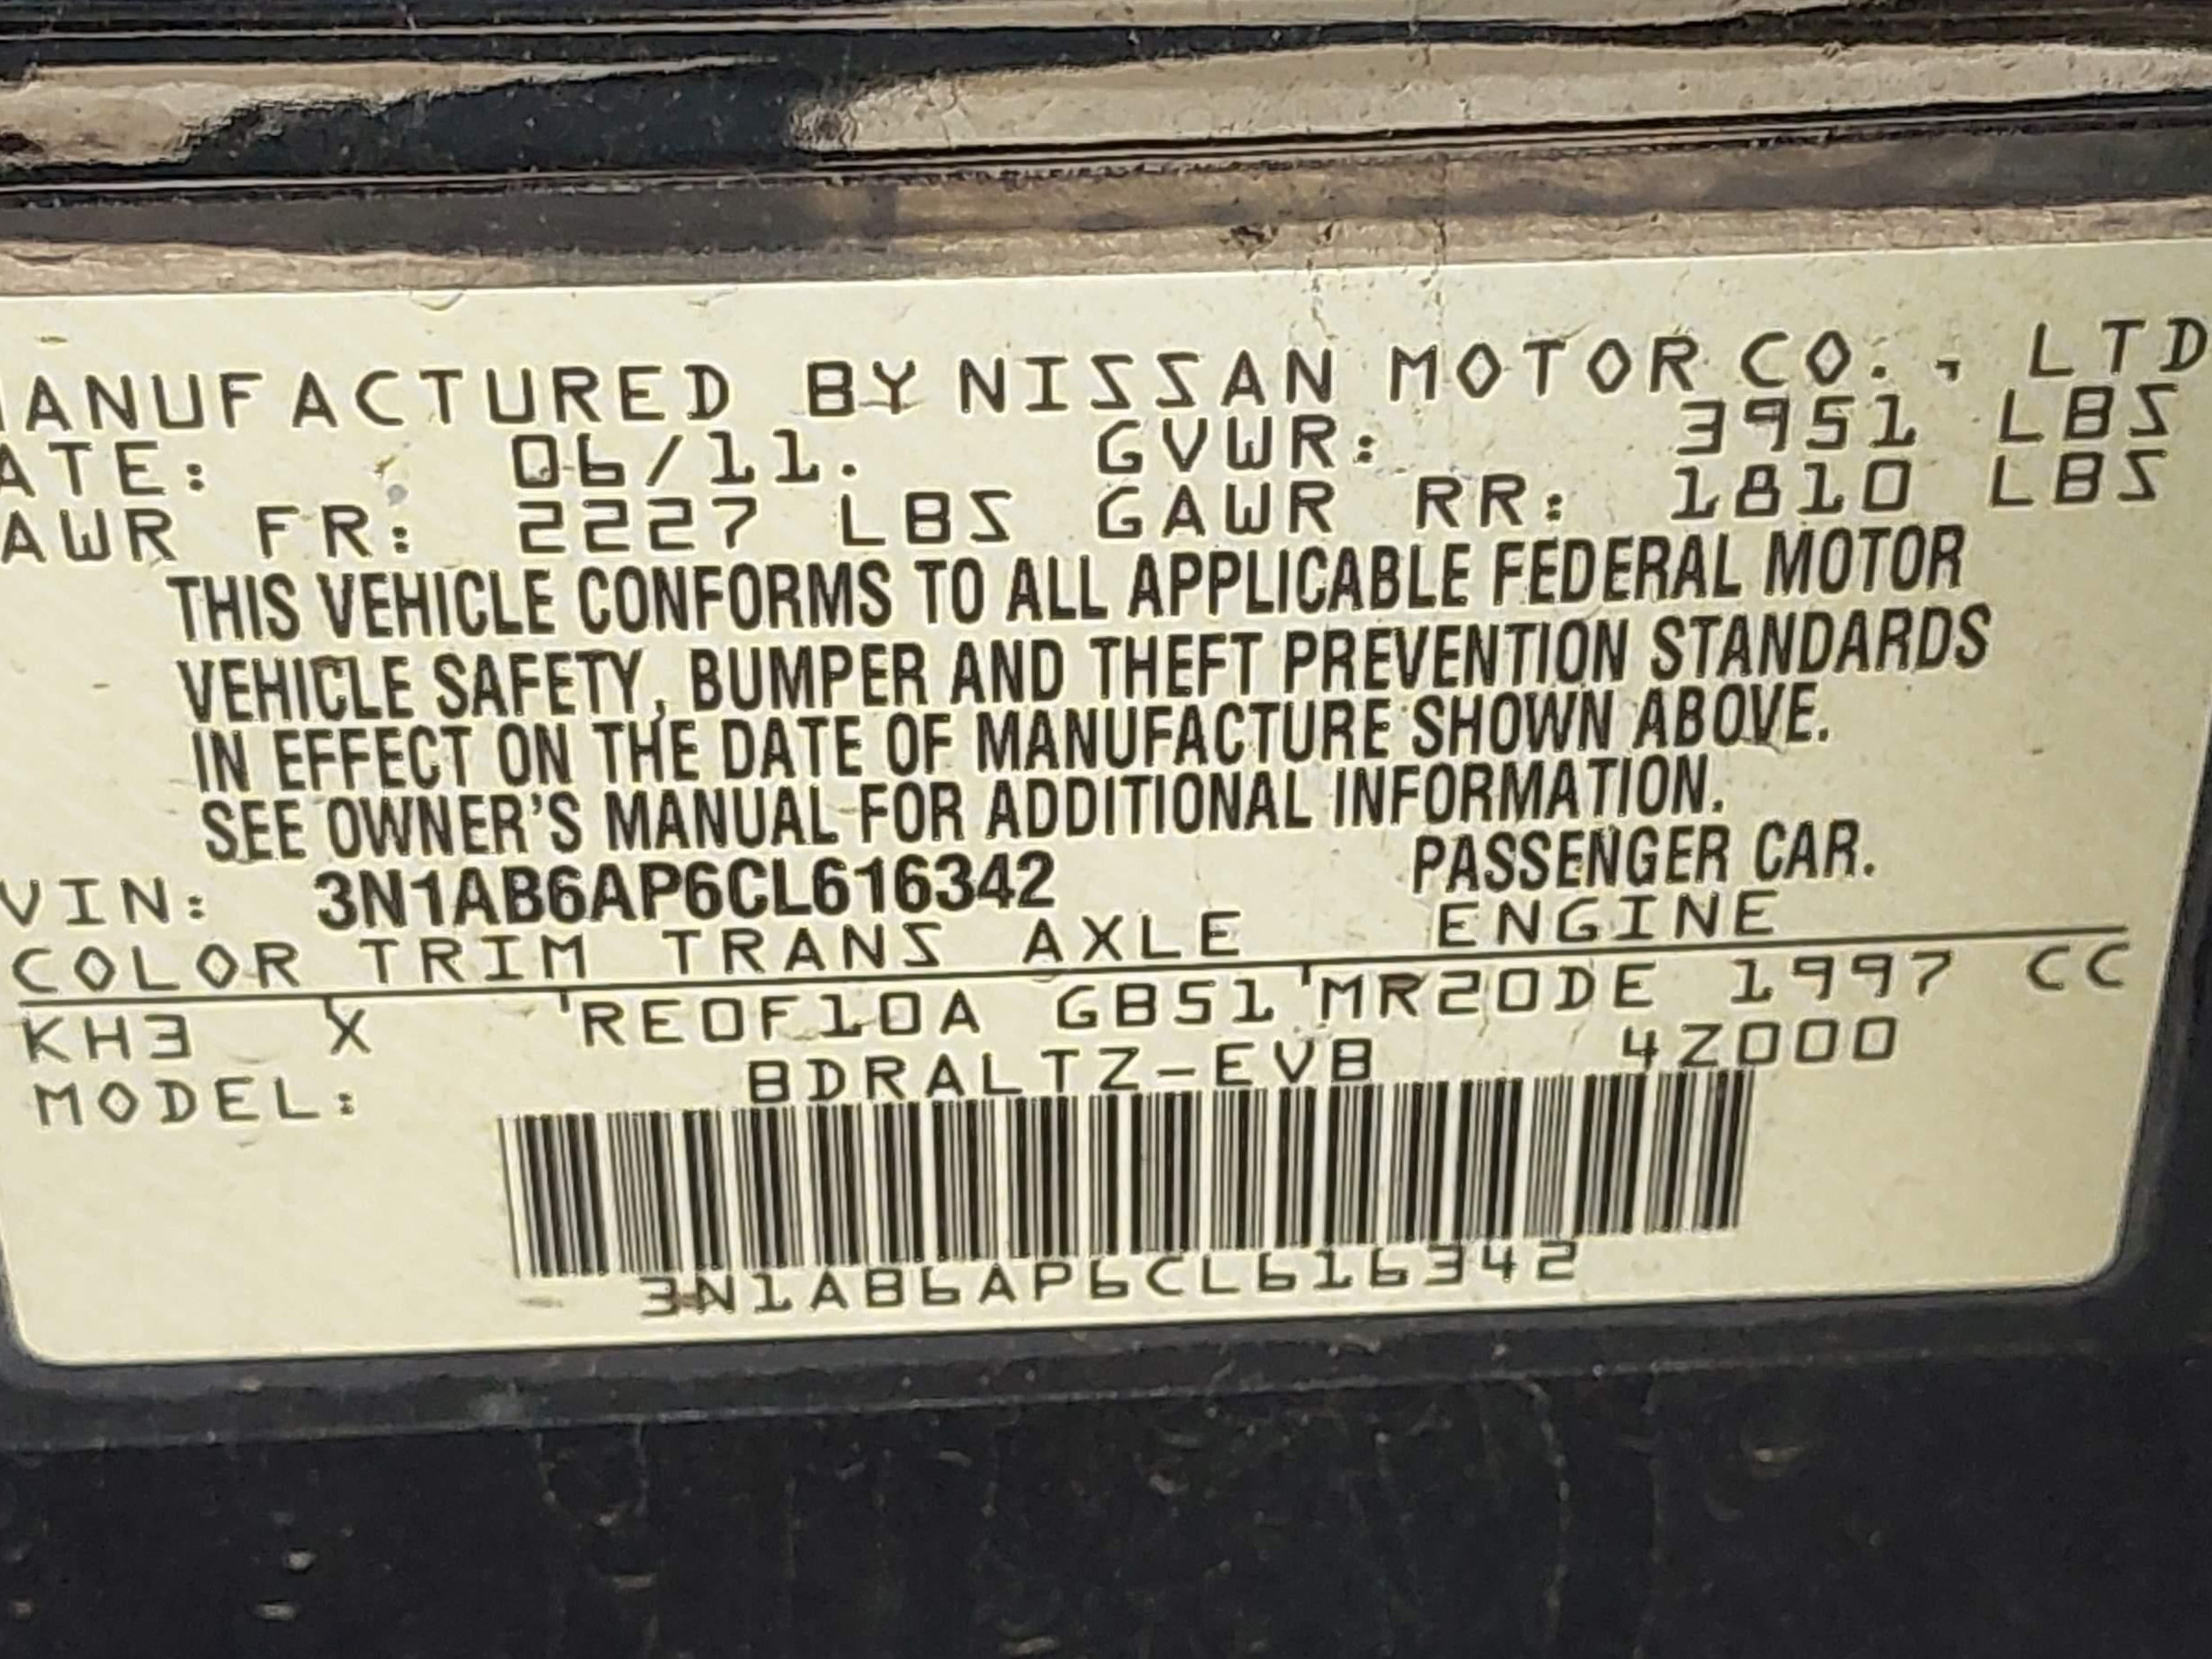 MANUFACTURED BY NISSAN MOTOR CO., LTD
ATE: 06/11. GVWR: 3951 LBS
AWR FR: 2227 LBS GAWR RR: 1810 LBS
THIS VEHICLE CONFORMS TO ALL APPLICABLE FEDERAL MOTOR
VEHICLE SAFETY, BUMPER AND THEFT PREVENTION STANDARDS
IN EFFECT ON THE DATE OF MANUFACTURE SHOWN ABOVE.
SEE OWNER'S MANUAL FOR ADDITIONAL INFORMATION.
VIN: 3N1AB6AP6CL616342 PASSENGER CAR.
COLOR TRIM TRANS AXLE ENGINE
KH3 X RE0F10A GB51 MR20DE 1997 CC
MODEL: BDRALTZ-EVB 4Z000
3N1AB6AP6CL616342